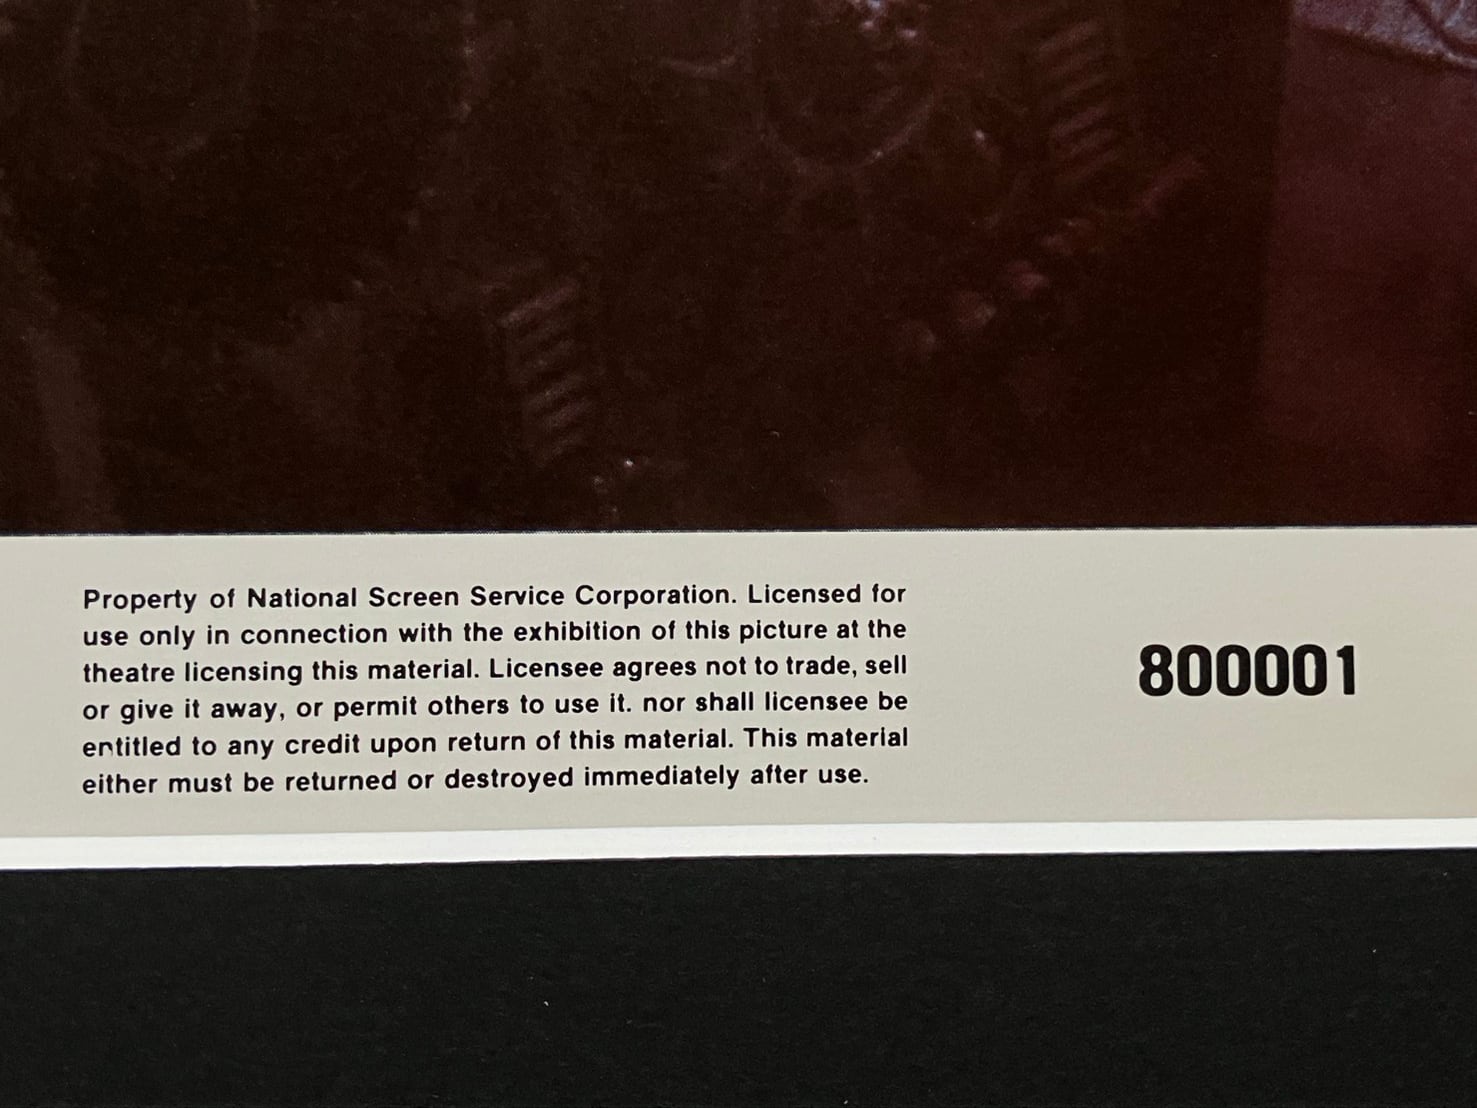 Property of National Screen Service Corporation. Licensed for
use only in connection with the exhibition of this picture at the
theatre licensing this material. Licensee agrees not to trade, sell
or give it away, or permit others to use it. nor shall licensee be
entitled to any credit upon return of this material. This material
either must be returned or destroyed immediately after use.
800001